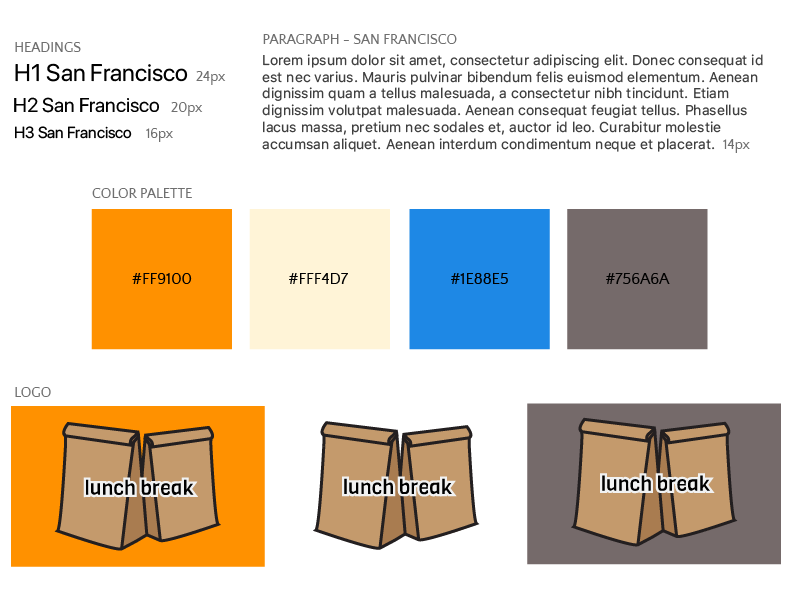 HEADINGS
H1 San Francisco 24px
H2 San Francisco 20px
H3 San Francisco 16px
PARAGRAPH – SAN FRANCISCO
Lorem ipsum dolor sit amet, consectetur adipiscing elit. Donec consequat id
est nec varius. Mauris pulvinar bibendum felis euismod elementum. Aenean
dignissim quam a tellus malesuada, a consectetur nibh tincidunt. Etiam
dignissim volutpat malesuada. Aenean consequat feugiat tellus. Phasellus
lacus massa, pretium nec sodales et, auctor id leo. Curabitur molestie
accumsan aliquet. Aenean interdum condimentum neque et placerat. 14px
COLOR PALETTE
#FF9100
#FFF4D7
#1E88E5
#756A6A
LOGO
lunch break
lunch break
lunch break